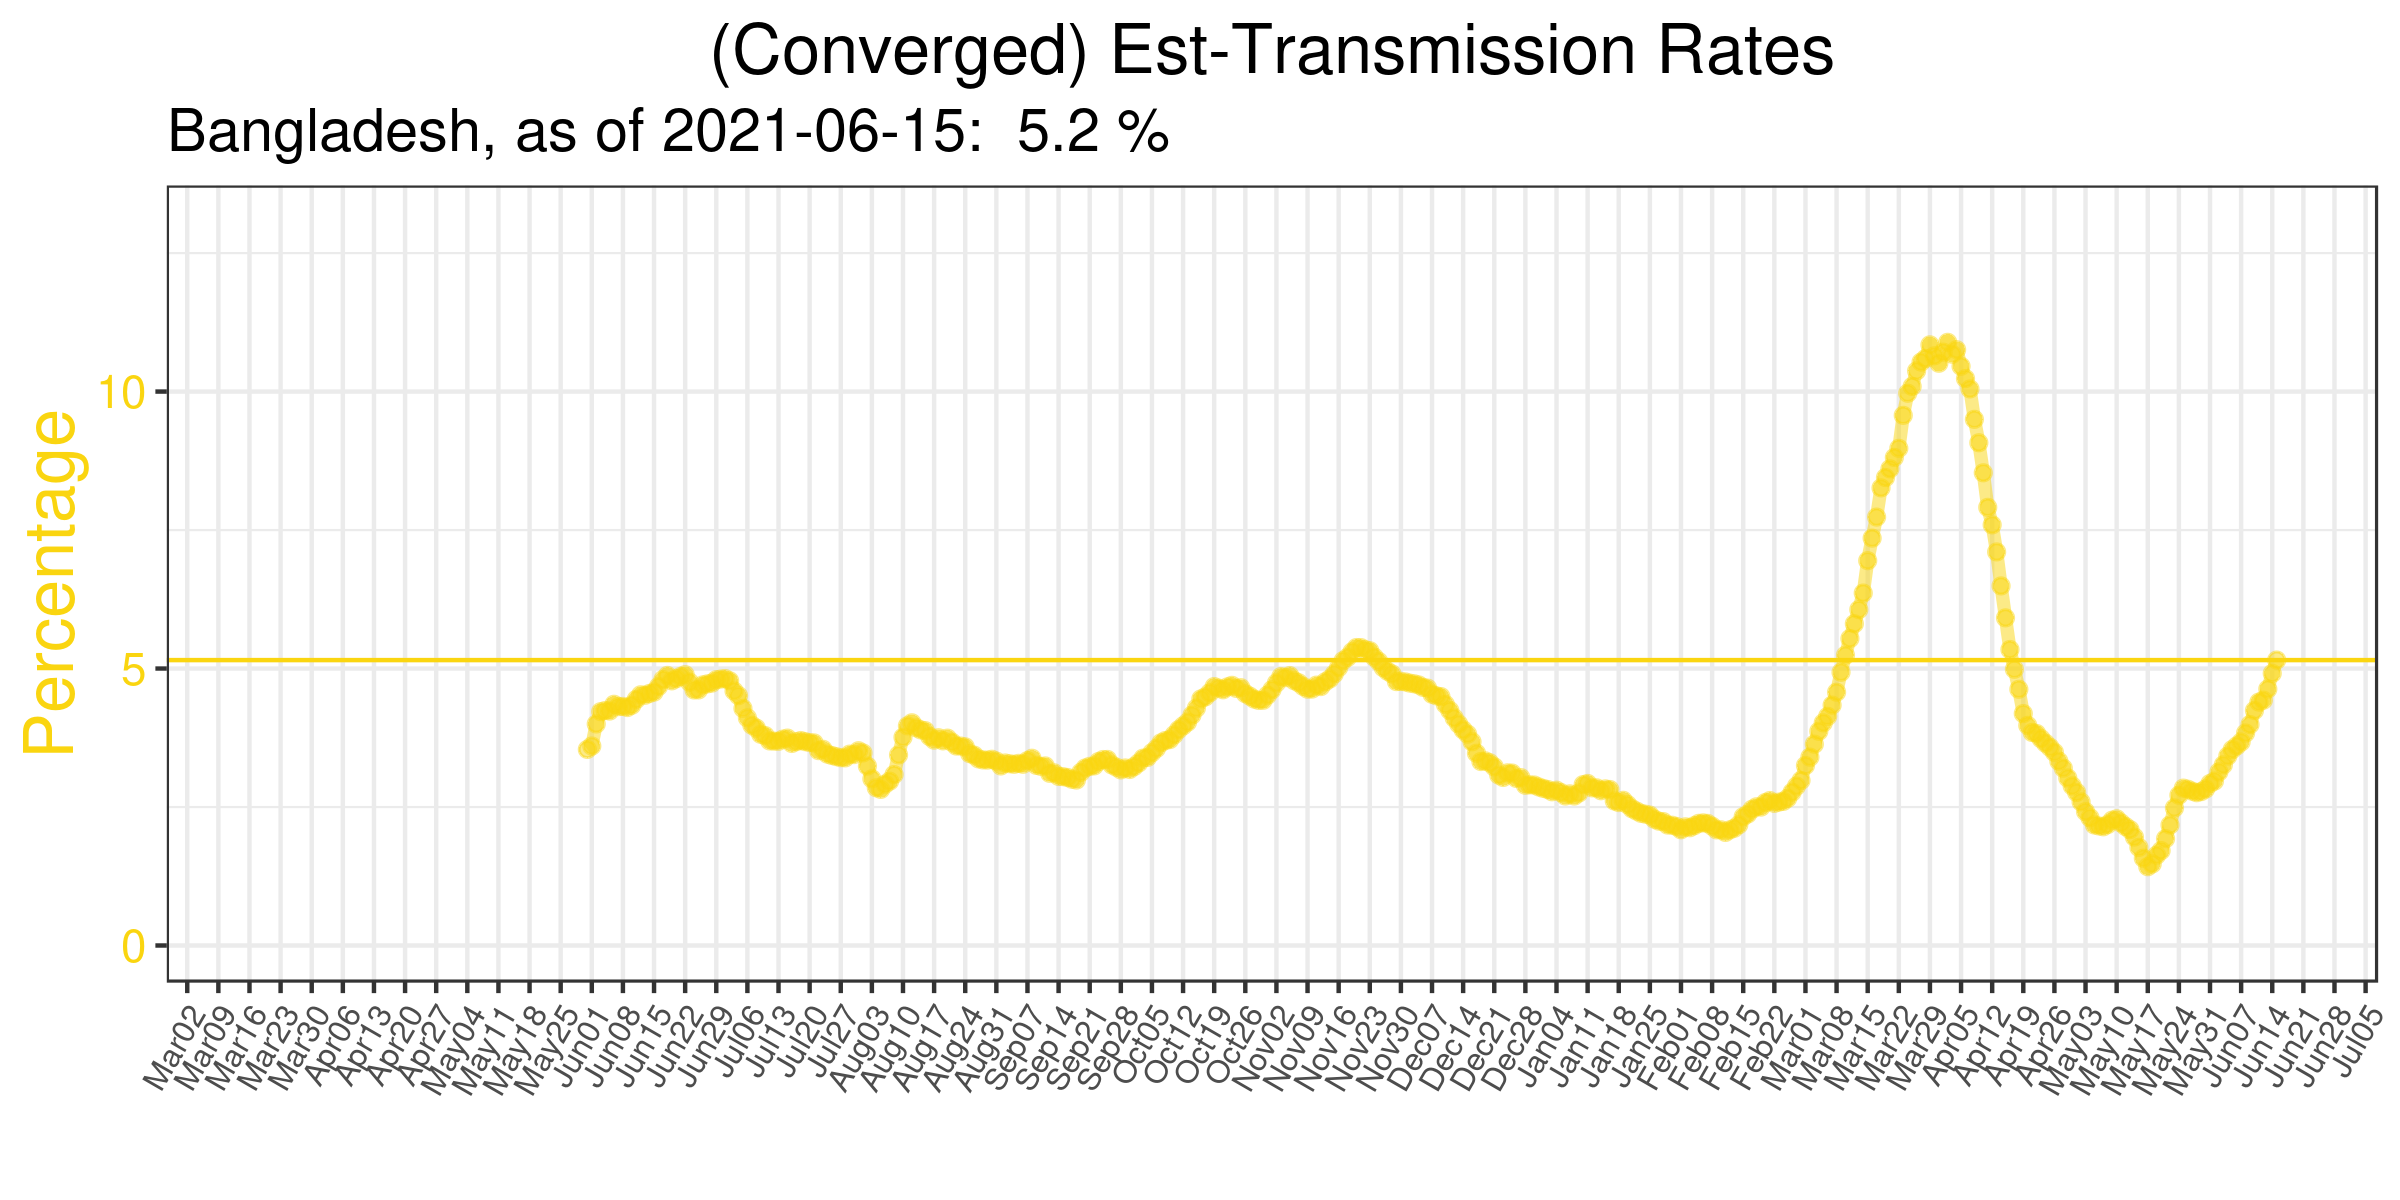 (Converged) Est-Transmission Rates
Bangladesh, as of 2021-06-15: 5.2 %
Percentage
10
5
0
Mar02
Mar09
Mar16
Mar23
Mar30
Apr06
Apr13
Apr20
Apr27
May04
May11
May18
May25
Jun01
Jun08
Jun15
Jun22
Jun29
Jul06
Jul13
Jul20
Jul27
Aug03
Aug10
Aug17
Aug24
Aug31
Sep07
Sep14
Sep21
Sep28
Oct05
Oct12
Oct19
Oct26
Nov02
Nov09
Nov16
Nov23
Nov30
Dec07
Dec14
Dec21
Dec28
Jan04
Jan11
Jan18
Jan25
Feb01
Feb08
Feb15
Feb22
Mar01
Mar08
Mar15
Mar22
Mar29
Apr05
Apr12
Apr19
Apr26
May03
May10
May17
May24
May31
Jun07
Jun14
Jun21
Jun28
Jul05